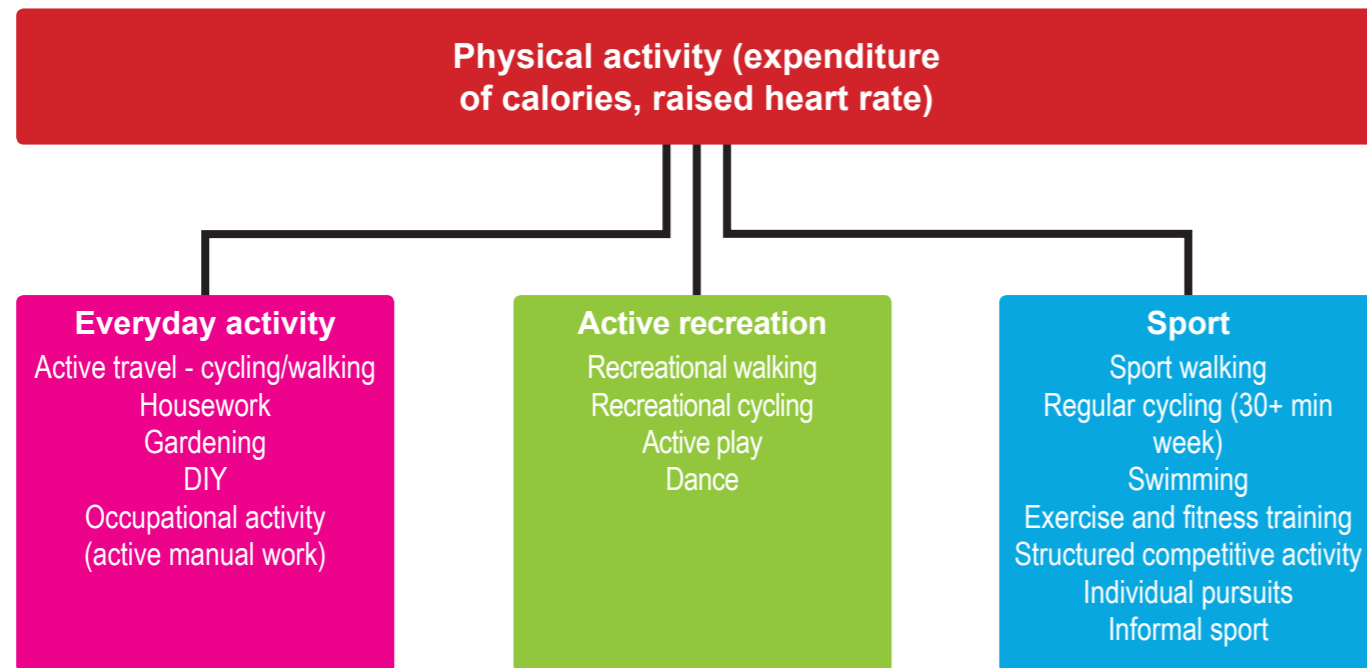 Physical activity (expenditure
of calories, raised heart rate)
Everyday activity
Active travel - cycling/walking
Housework
Gardening
DIY
Occupational activity
(active manual work)
Active recreation
Recreational walking
Recreational cycling
Active play
Dance
Sport
Sport walking
Regular cycling (30+ min
week)
Swimming
Exercise and fitness training
Structured competitive activity
Individual pursuits
Informal sport